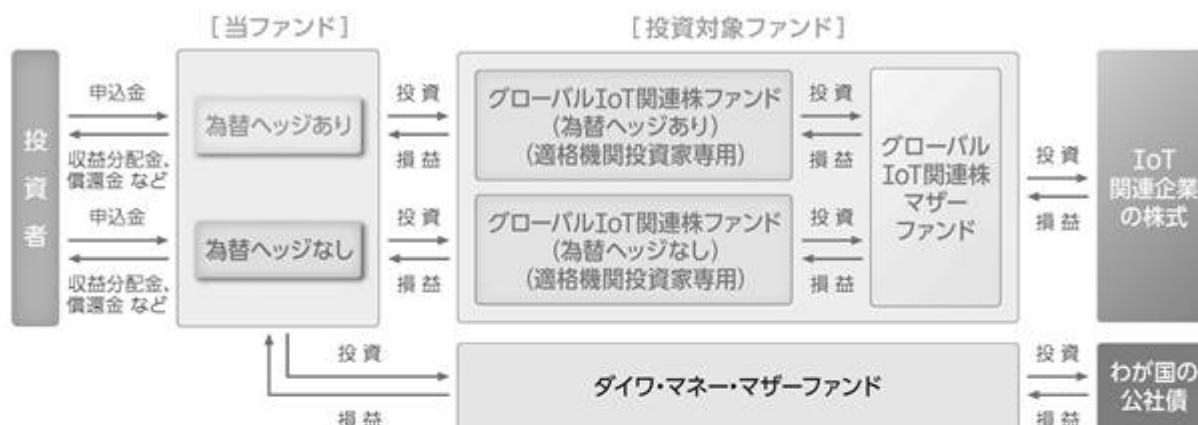 [当ファンド]
[投資対象ファンド]
投資者
申込金
収益分配金、
償還金 など
申込金
収益分配金、
償還金 など
為替ヘッジあり
為替ヘッジなし
投資
損益
投資
損益
グローバルIoT関連株ファンド
(為替ヘッジあり)
(適格機関投資家専用)
グローバルIoT関連株ファンド
(為替ヘッジなし)
(適格機関投資家専用)
投資
損益
投資
損益
グローバル
IoT関連株
マザー
ファンド
投資
損益
IoT
関連企業
の株式
投資
損益
ダイワ・マネー・マザーファンド
投資
損益
わが国の
公社債